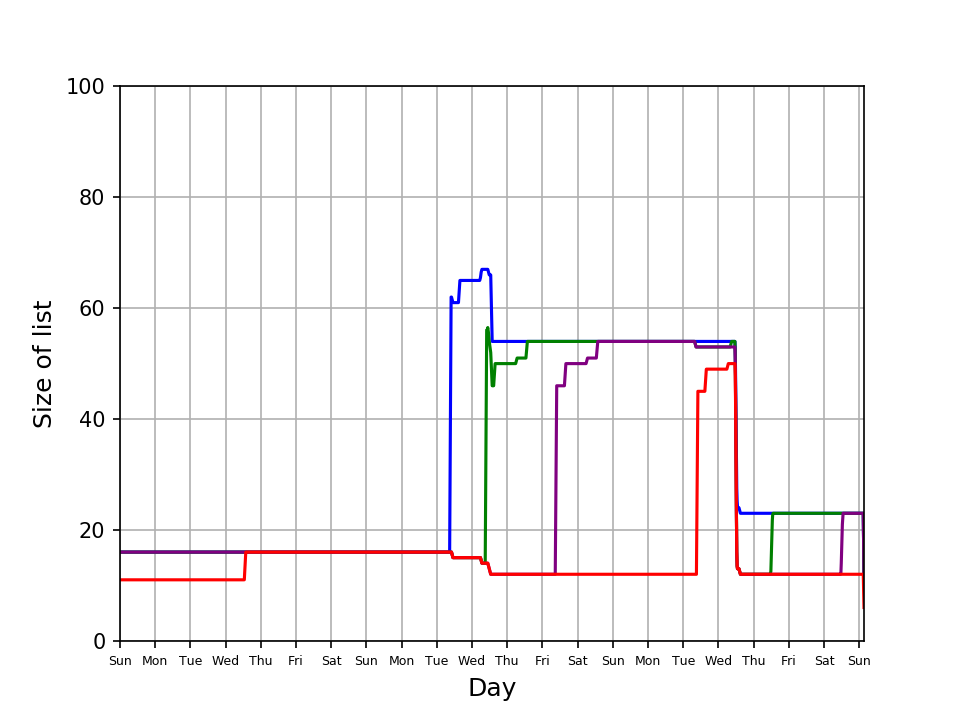 100
80
60
40
20
0
Size of list
Sun Mon Tue Wed Thu Fri Sat Sun Mon Tue Wed Thu Fri Sat Sun Mon Tue Wed Thu Fri Sat Sun
Day